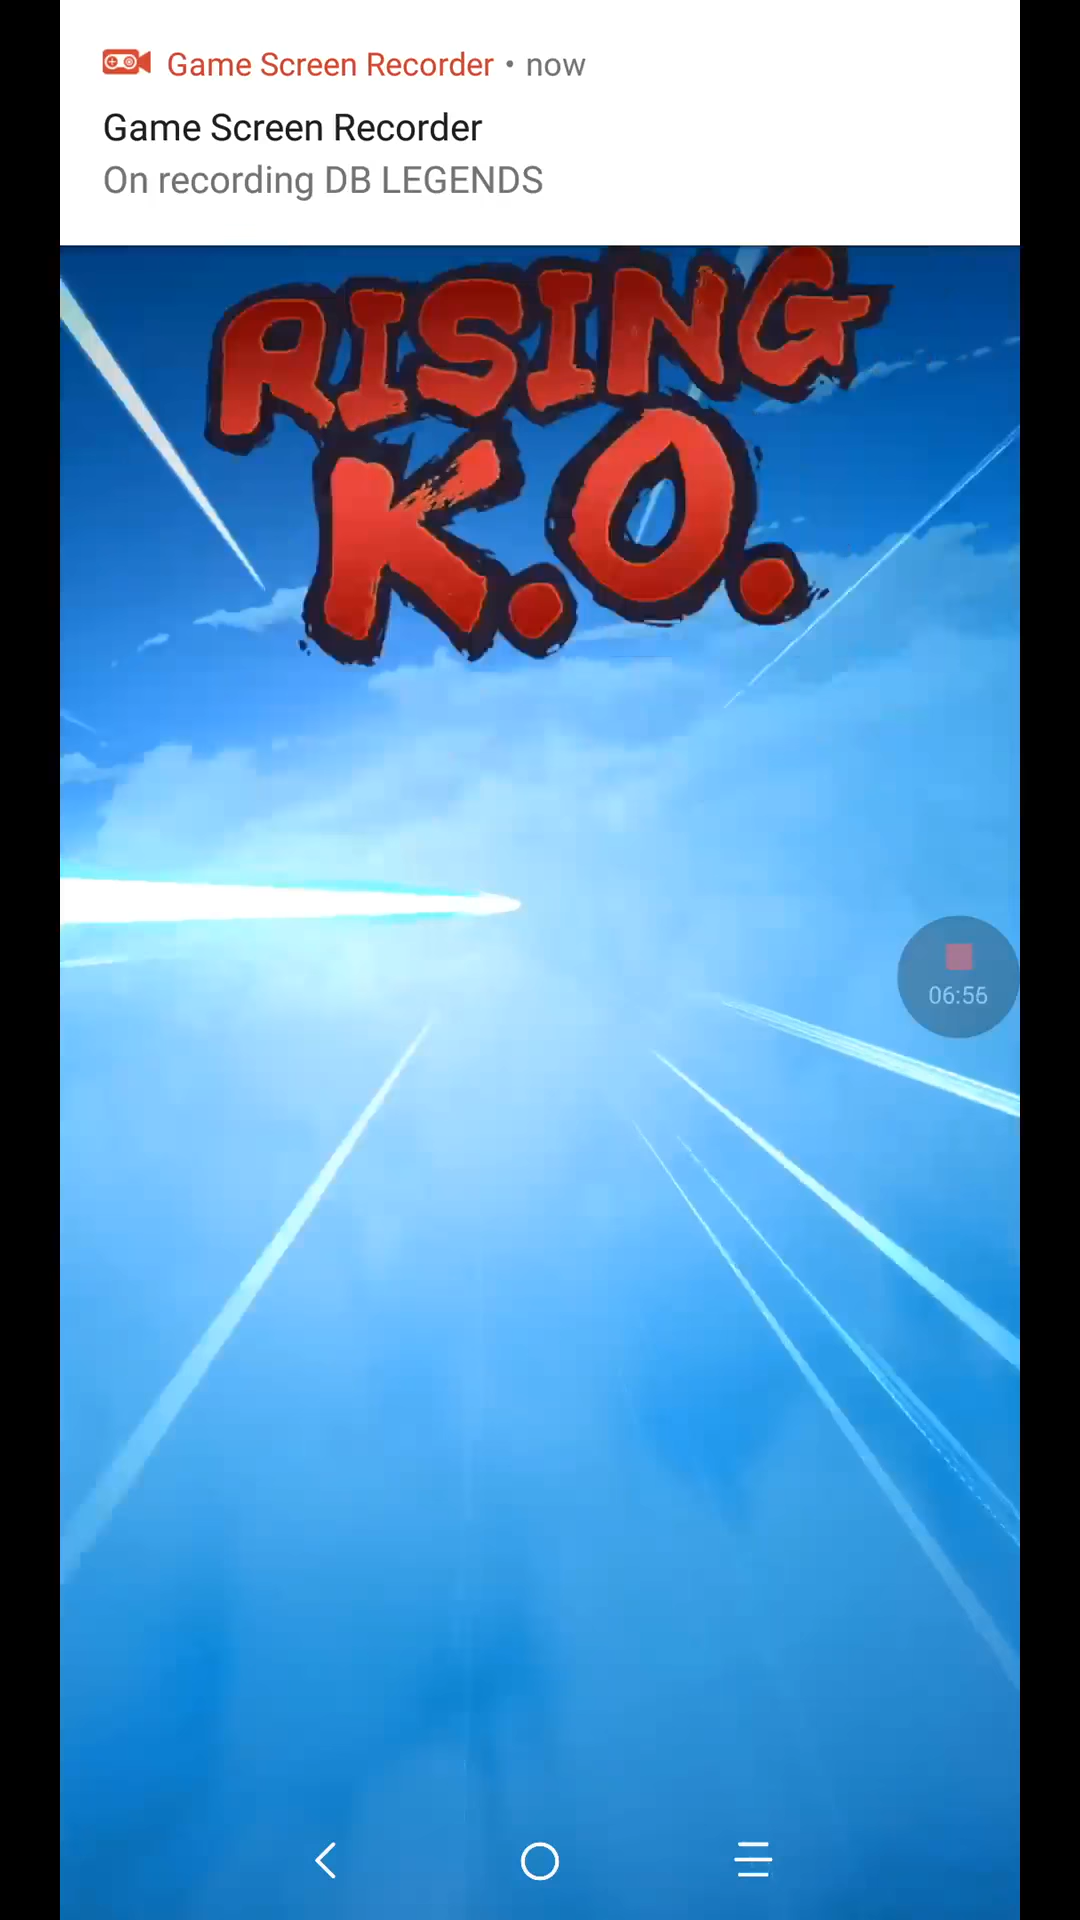 Game Screen Recorder • now
Game Screen Recorder
On recording DB LEGENDS
RISING
K.O.
06:56